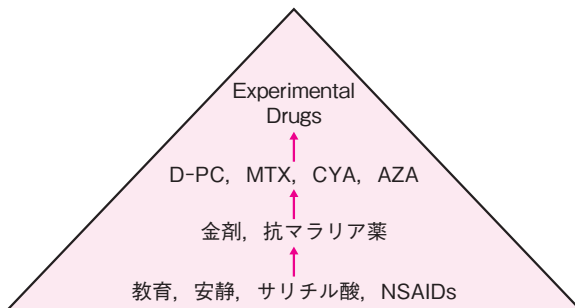 Experimental
Drugs
D-PC, MTX, CYA, AZA
金剤, 抗マラリア薬
教育, 安静, サリチル酸, NSAIDs